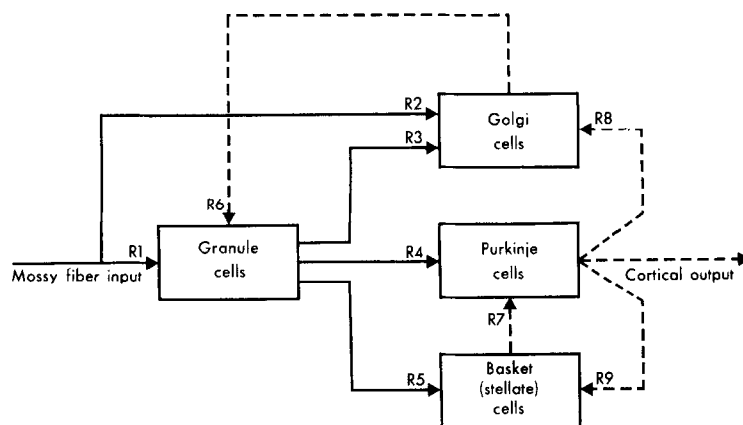 R2
Golgi
cells
R8
R3
R6
R1
Granule
cells
R4
Purkinje
cells
Mossy fiber input
Cortical output
R7
R5
Basket
(stellate)
cells
R9